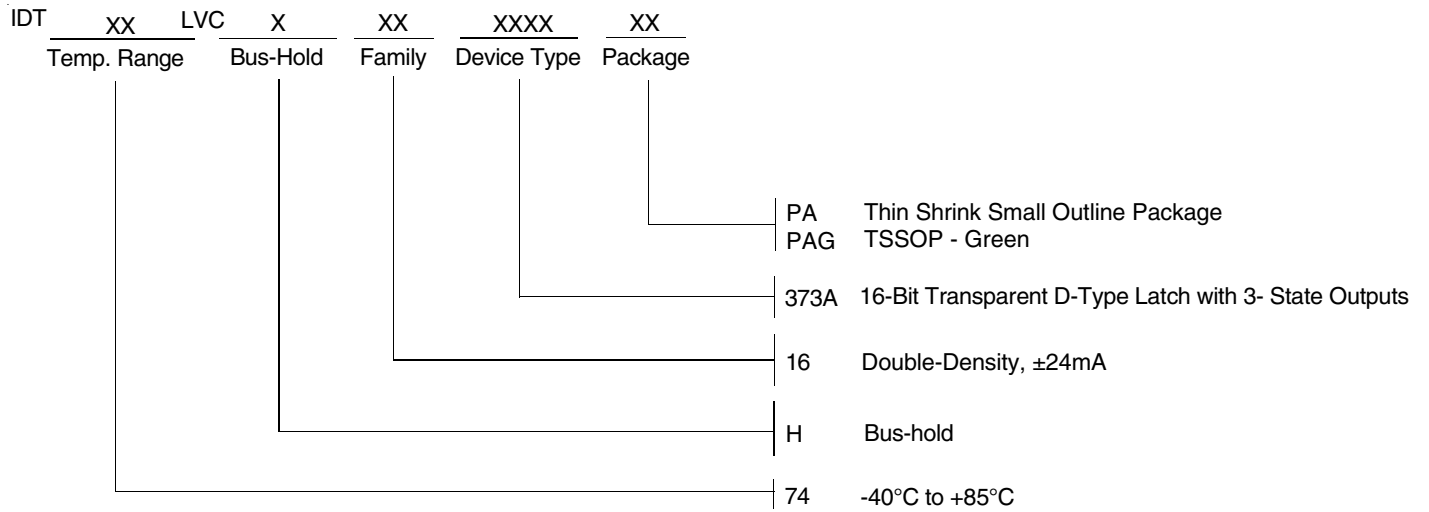 IDT XX LVC X XX XXXX XX
Temp. Range Bus-Hold Family Device Type Package
PA Thin Shrink Small Outline Package
PAG TSSOP - Green
373A 16-Bit Transparent D-Type Latch with 3- State Outputs
16 Double-Density, ±24mA
H Bus-hold
74 -40°C to +85°C